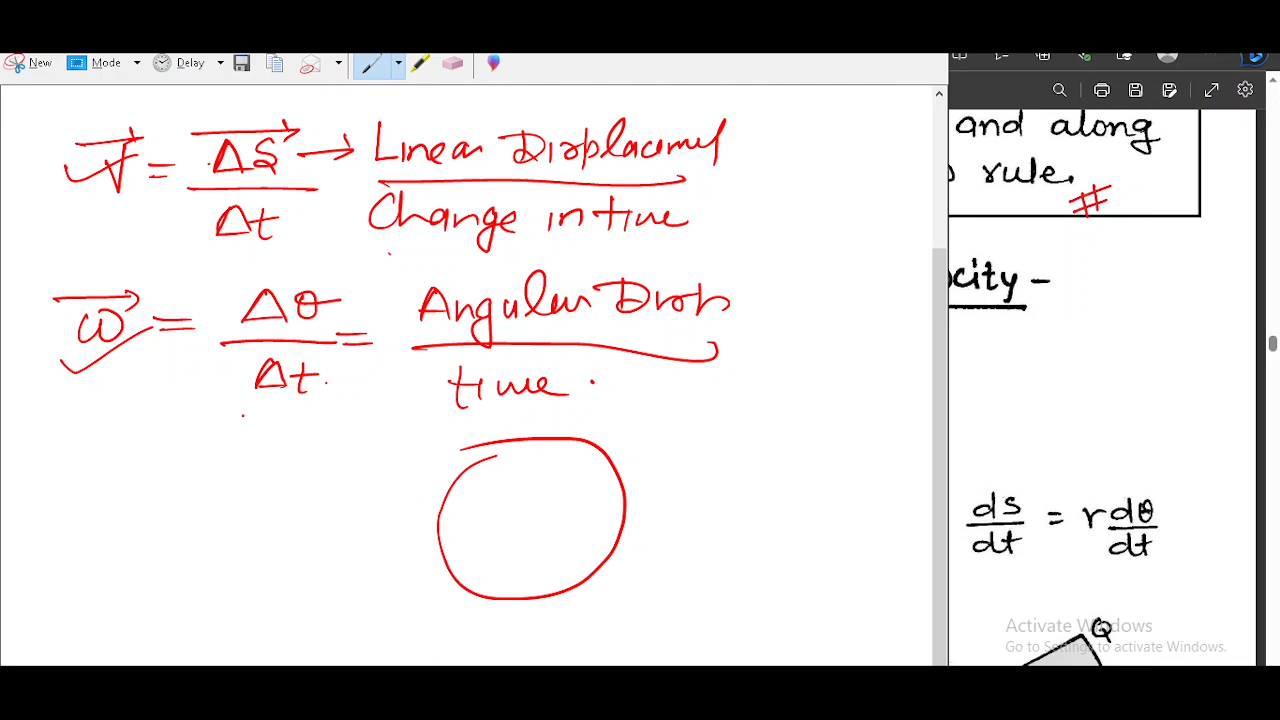 New Mode Delay
v = ΔS → Linear Displacement
Δt Change in time
ω = Δθ = Angular Disp
Δt time
and along
rule.
#
ocity -
ds = r dθ
dt dt
Q
Activate Windows
Go to Settings to activate Windows.